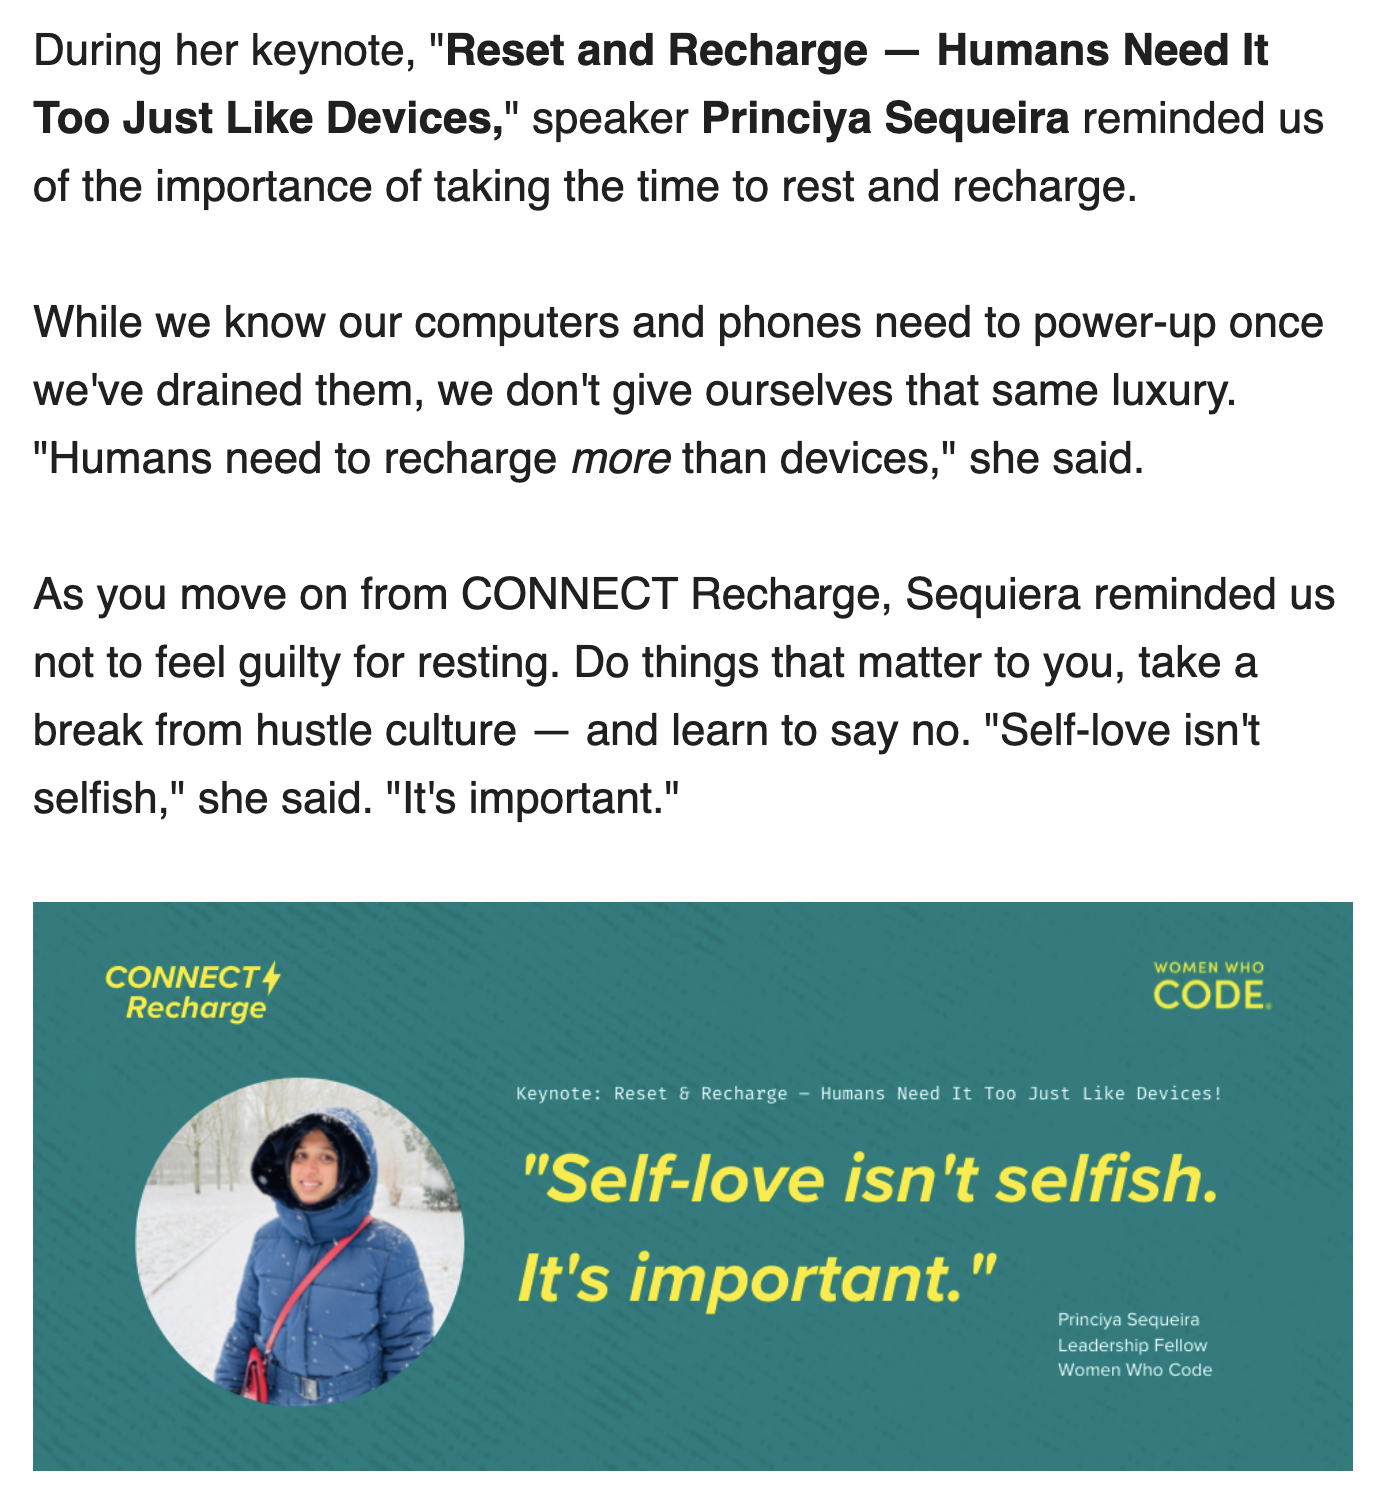 During her keynote, "Reset and Recharge — Humans Need It
Too Just Like Devices," speaker Princiya Sequeira reminded us
of the importance of taking the time to rest and recharge.
While we know our computers and phones need to power-up once
we've drained them, we don't give ourselves that same luxury.
"Humans need to recharge more than devices," she said.
As you move on from CONNECT Recharge, Sequiera reminded us
not to feel guilty for resting. Do things that matter to you, take a
break from hustle culture — and learn to say no. "Self-love isn't
selfish," she said. "It's important."
CONNECT
Recharge
WOMEN WHO
CODE®
Keynote: Reset & Recharge – Humans Need It Too Just Like Devices!
"Self-love isn't selfish.
It's important."
Princiya Sequeira
Leadership Fellow
Women Who Code